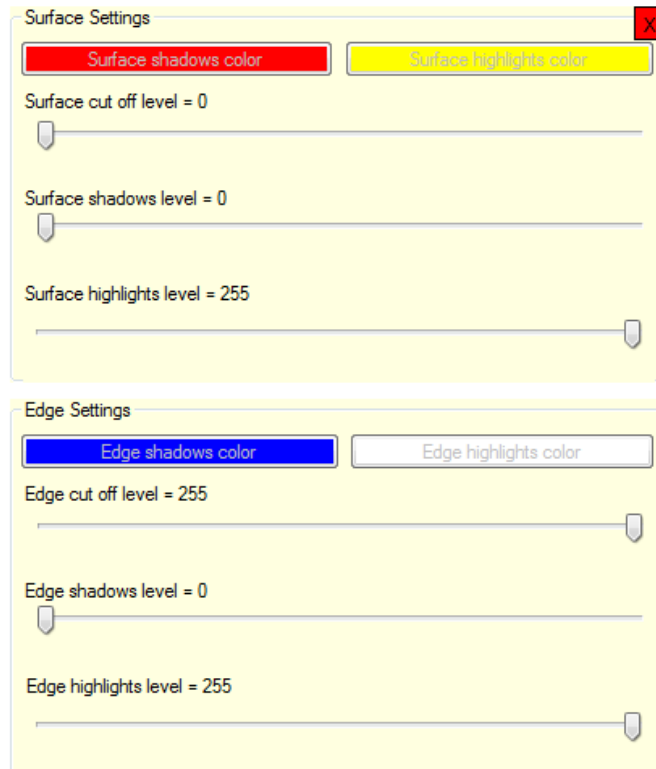 Surface Settings
X
Surface shadows color Surface highlights color
Surface cut off level = 0
Surface shadows level = 0
Surface highlights level = 255
Edge Settings
Edge shadows color Edge highlights color
Edge cut off level = 255
Edge shadows level = 0
Edge highlights level = 255